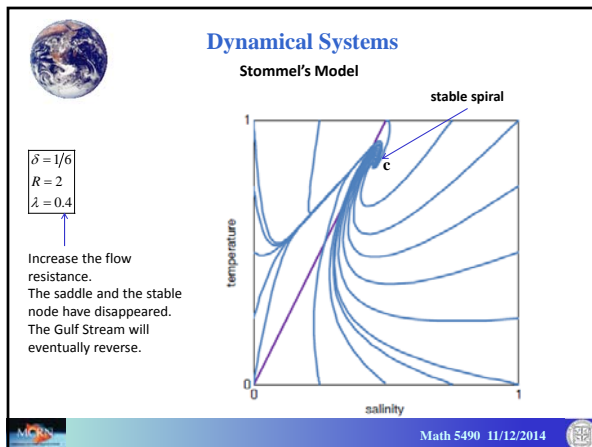 Dynamical Systems
Stommel's Model
stable spiral
δ = 1/6
R = 2
λ = 0.4
Increase the flow
resistance.
The saddle and the stable
node have disappeared.
The Gulf Stream will
eventually reverse.
1
c
temperature
0
0
salinity
1
MCRN
Math 5490 11/12/2014